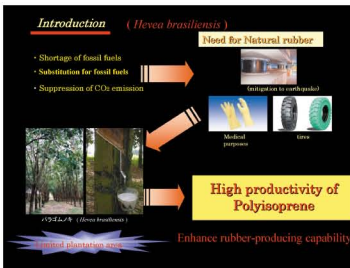 Introduction
( Hevea brasiliensis )
Need for Natural rubber
・Shortage of fossil fuels
・Substitution for fossil fuels
・Suppression of CO2 emission
(mitigation to earthquake)
Medical
purposes
tires
パラゴムノキ ( Hevea brasiliensis )
High productivity of
Polyisoprene
Limited plantation area
Enhance rubber-producing capability